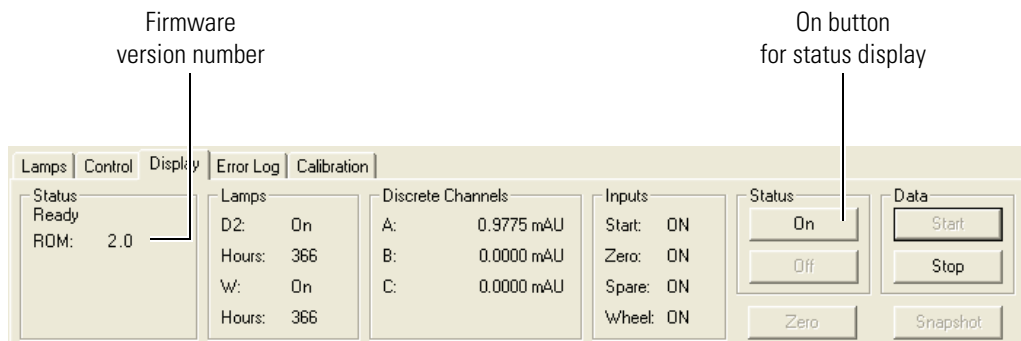 Firmware
version number
On button
for status display
Lamps Control Display Error Log Calibration
Status
Ready
ROM: 2.0
Lamps
D2: On
Hours: 366
W: On
Hours: 366
Discrete Channels
A: 0.9775 mAU
B: 0.0000 mAU
C: 0.0000 mAU
Inputs
Start: ON
Zero: ON
Spare: ON
Wheel: ON
Status
On
Off
Zero
Data
Start
Stop
Snapshot